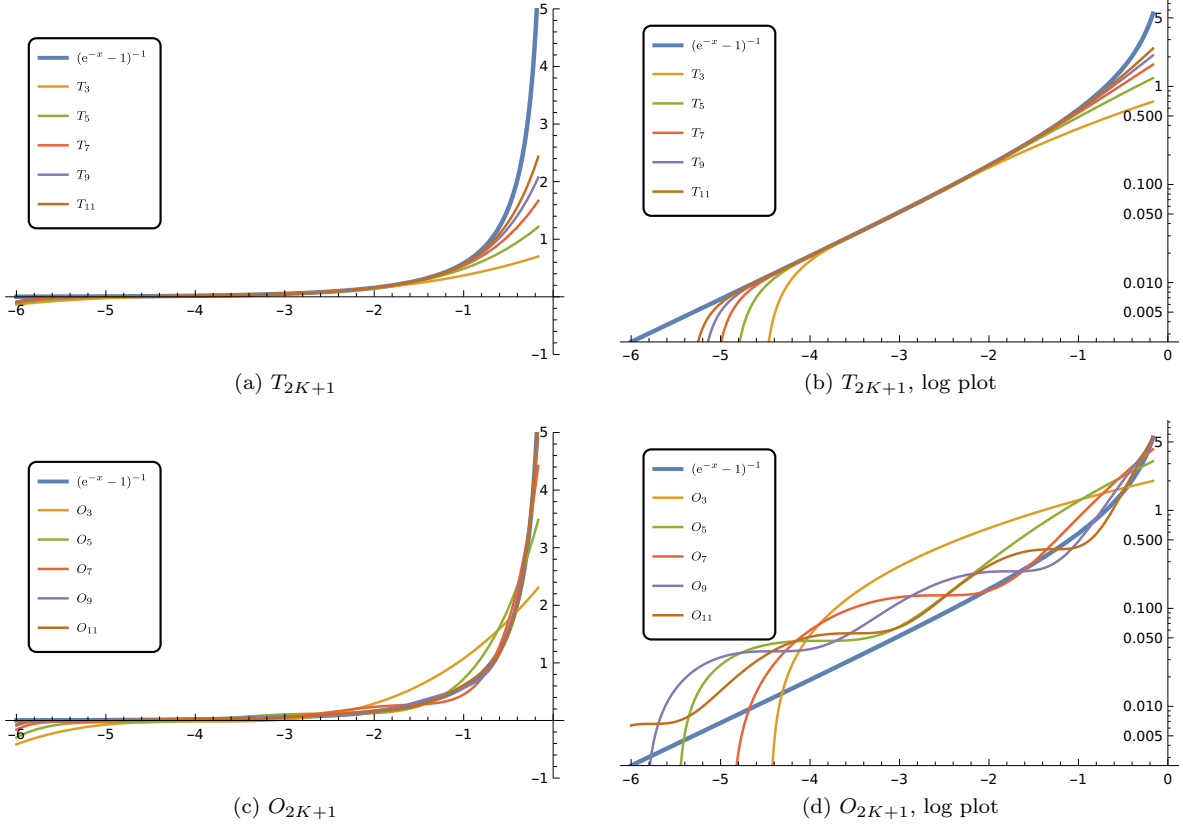 5
4
3
2
1
-1
-6
-5
-4
-3
-2
-1
(e^{-x} − 1)^{-1}
T_3
T_5
T_7
T_9
T_11
(a) T_{2K+1}
5
1
0.500
0.100
0.050
0.010
0.005
-6
-5
-4
-3
-2
-1
0
(e^{-x} − 1)^{-1}
T_3
T_5
T_7
T_9
T_11
(b) T_{2K+1}, log plot
5
4
3
2
1
-1
-6
-5
-4
-3
-2
-1
(e^{-x} − 1)^{-1}
O_3
O_5
O_7
O_9
O_11
(c) O_{2K+1}
5
1
0.500
0.100
0.050
0.010
0.005
-6
-5
-4
-3
-2
-1
0
(e^{-x} − 1)^{-1}
O_3
O_5
O_7
O_9
O_11
(d) O_{2K+1}, log plot